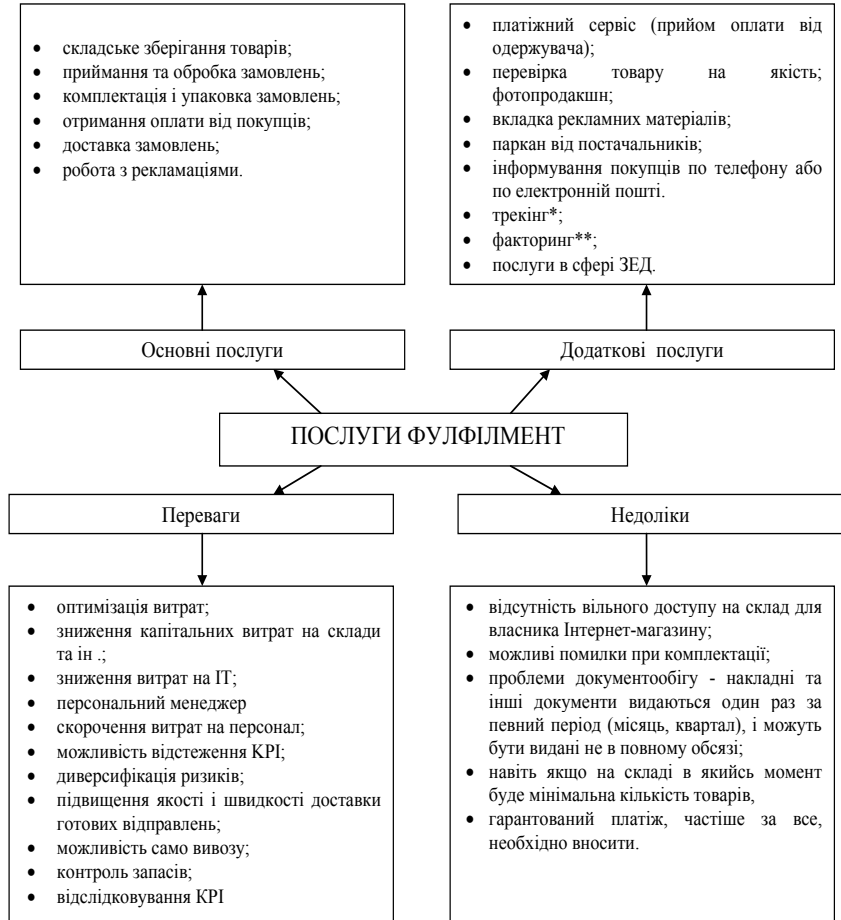 складське зберігання товарів;
приймання та обробка замовлень;
комплектація і упаковка замовлень;
отримання оплати від покупців;
доставка замовлень;
робота з рекламаціями.
платіжний сервіс (прийом оплати від
одержувача);
перевірка товару на якість;
фотопродакшн;
вкладка рекламних матеріалів;
паркан від постачальників;
інформування покупців по телефону або
по електронній пошті.
трекінг*;
факторинг**;
послуги в сфері ЗЕД.
Основні послуги
Додаткові послуги
ПОСЛУГИ ФУЛФІЛМЕНТ
Переваги
Недоліки
оптимізація витрат;
зниження капітальних витрат на склади
та ін .;
зниження витрат на ІТ;
персональний менеджер
скорочення витрат на персонал;
можливість відстеження KPI;
диверсифікація ризиків;
підвищення якості і швидкості доставки
готових відправлень;
можливість само вивозу;
контроль запасів;
відслідковування КРІ
відсутність вільного доступу на склад для
власника Інтернет-магазину;
можливі помилки при комплектації;
проблеми документообігу - накладні та
інші документи видаються один раз за
певний період (місяць, квартал), і можуть
бути видані не в повному обсязі;
навіть якщо на складі в якийсь момент
буде мінімальна кількість товарів,
гарантований платіж, частіше за все,
необхідно вносити.